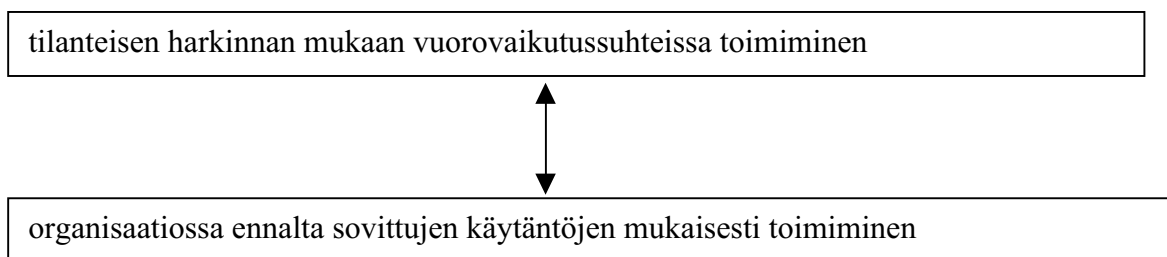 tilanteisen harkinnan mukaan vuorovaikutussuhteissa toimiminen
organisaatiossa ennalta sovittujen käytäntöjen mukaisesti toimiminen